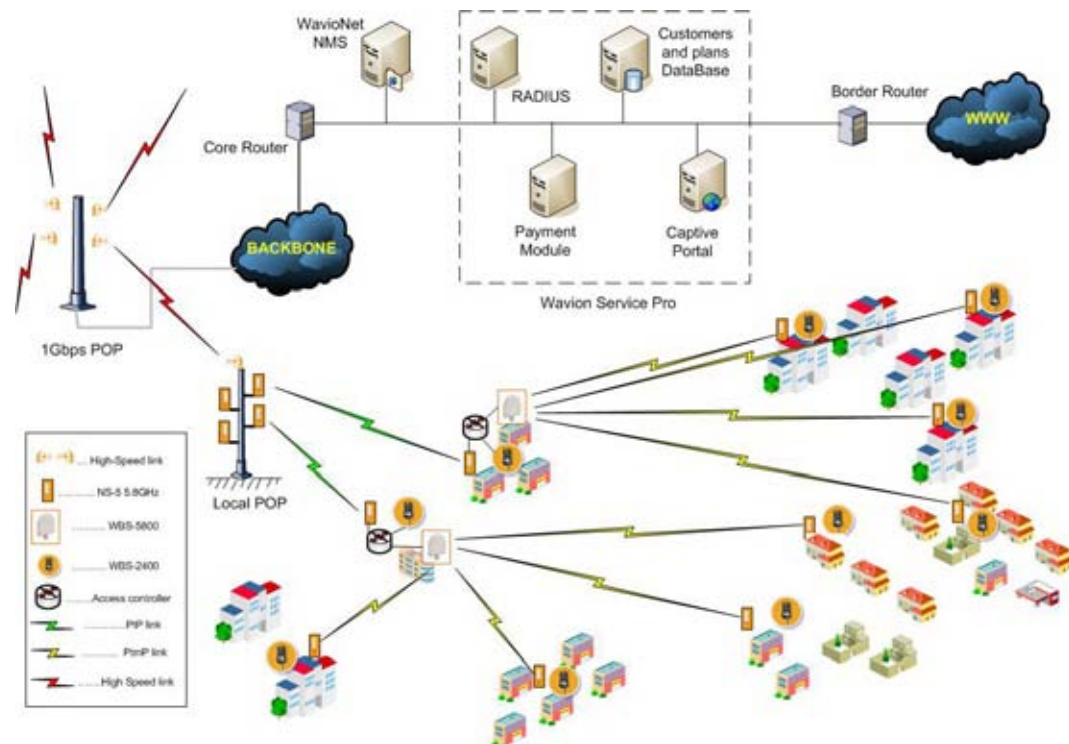 WavioNet
NMS
Customers
and plans
DataBase
RADIUS
Border Router
WWW
Core Router
BACKBONE
Payment
Module
Captive
Portal
Wavion Service Pro
1Gbps POP
Local POP
High-Speed link
NS-5 5.8GHz
WBS-5800
WBS-2400
Access controller
PtP link
PtmP link
High Speed link